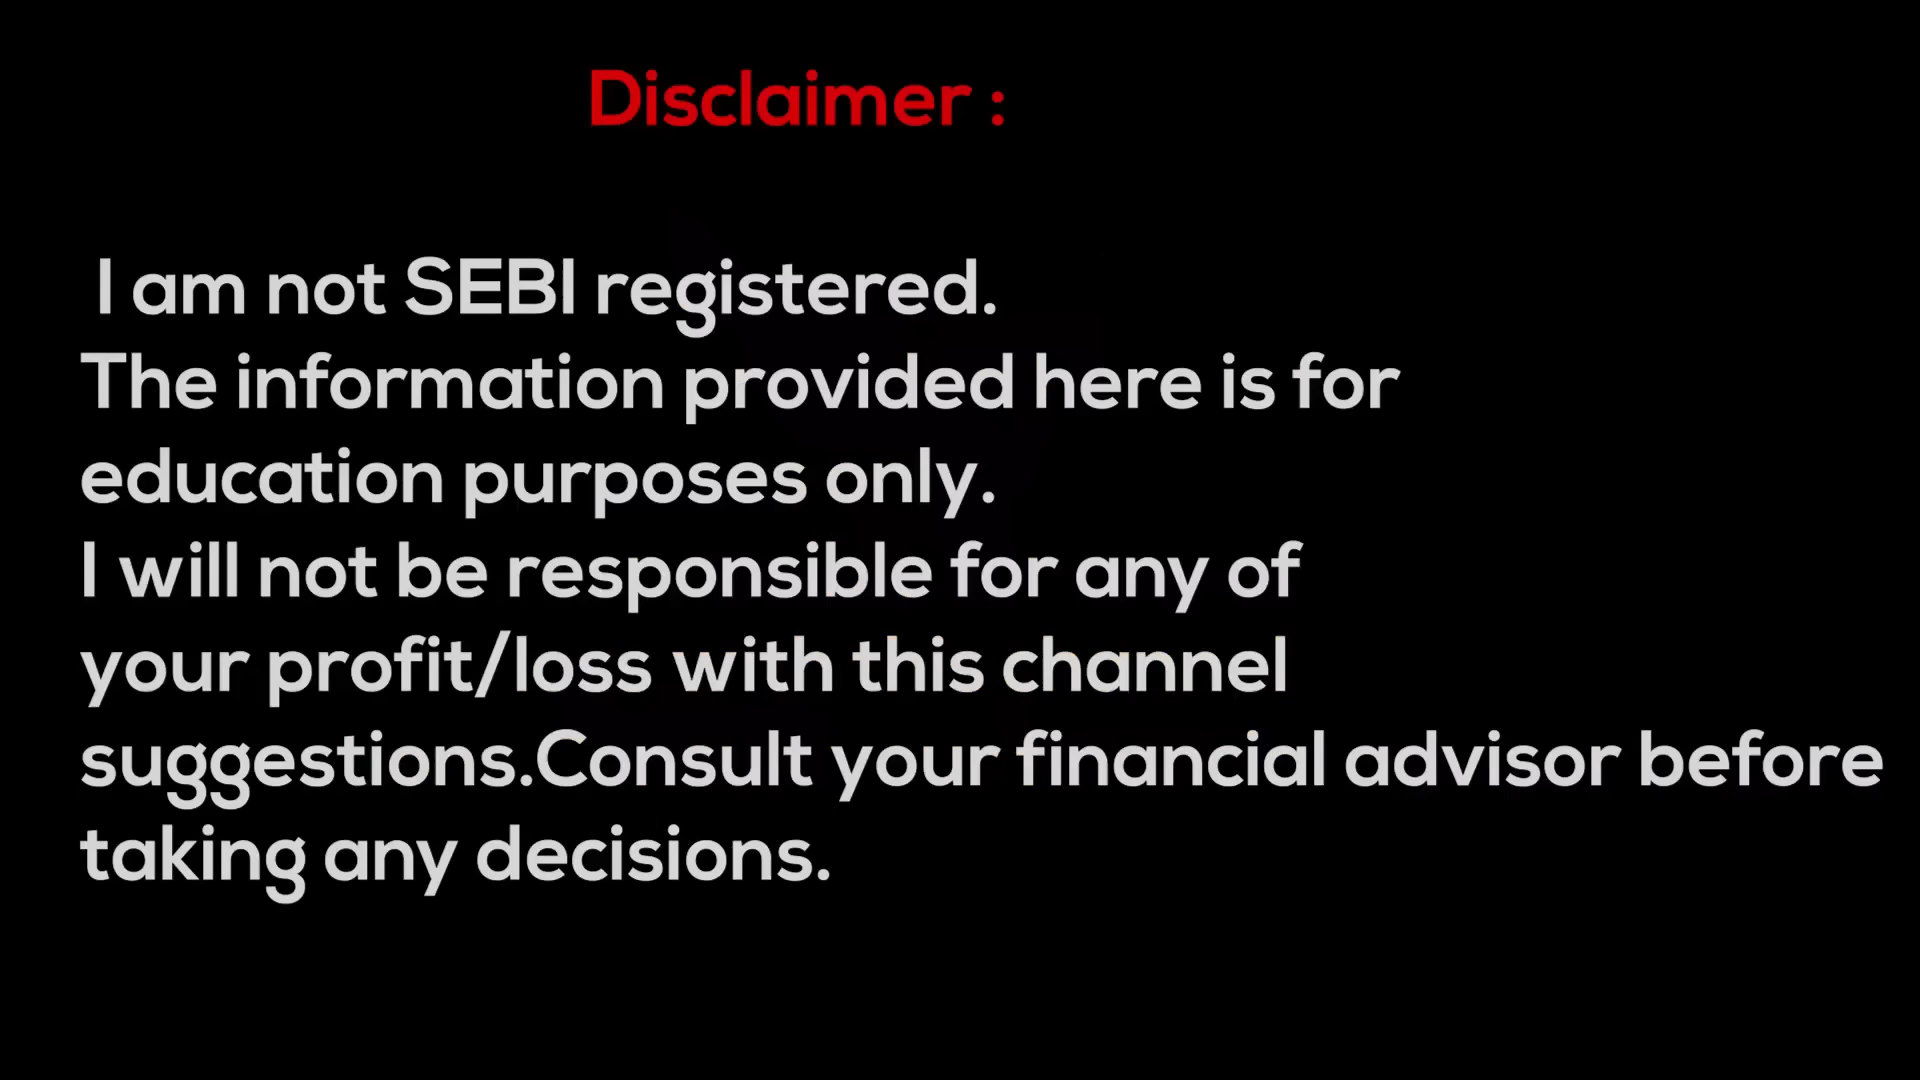 Disclaimer :
I am not SEBI registered.
The information provided here is for
education purposes only.
I will not be responsible for any of
your profit/loss with this channel
suggestions.Consult your financial advisor before
taking any decisions.